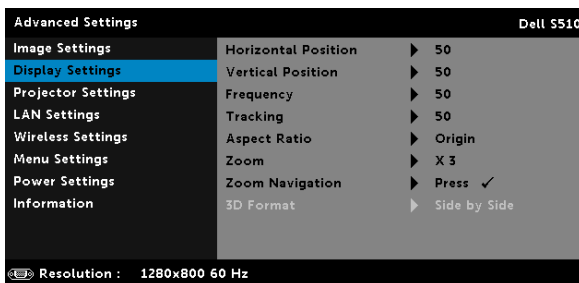 Advanced Settings Dell S510
Image Settings
Display Settings
Projector Settings
LAN Settings
Wireless Settings
Menu Settings
Power Settings
Information
Horizontal Position 50
Vertical Position 50
Frequency 50
Tracking 50
Aspect Ratio Origin
Zoom X 3
Zoom Navigation Press ✓
3D Format Side by Side
Resolution : 1280x800 60 Hz